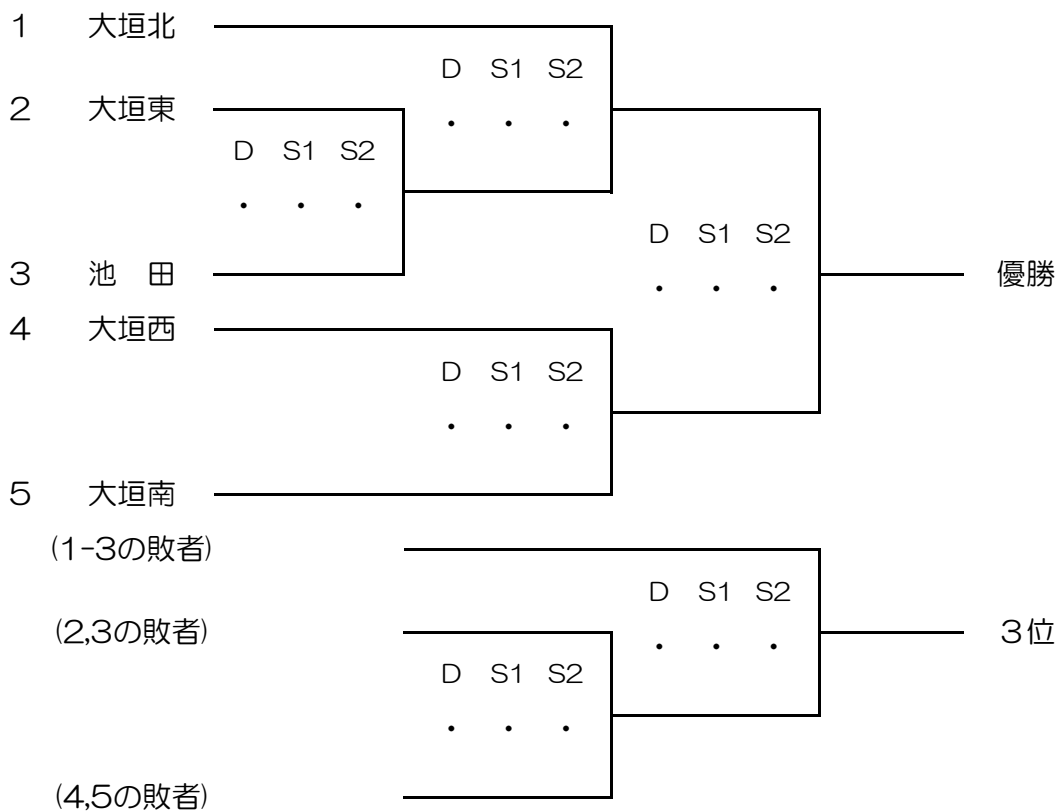 1 大垣北
D S1 S2
2 大垣東
・ ・ ・
D S1 S2
・ ・ ・
D S1 S2
3 池 田
優勝
・ ・ ・
4 大垣西
D S1 S2
・ ・ ・
5 大垣南
(1-3の敗者)
D S1 S2
(2,3の敗者)
3位
・ ・ ・
D S1 S2
・ ・ ・
(4,5の敗者)